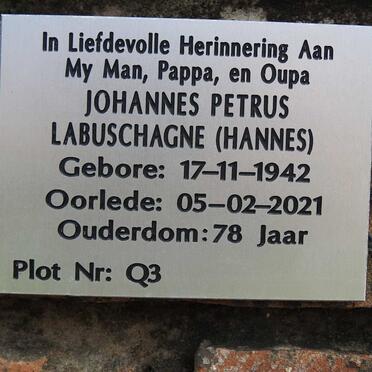 In Liefdevolle Herinnering Aan
My Man, Pappa, en Oupa
JOHANNES PETRUS
LABUSCHAGNE (HANNES)
Gebore: 17-11-1942
Oorlede: 05-02-2021
Ouderdom: 78 Jaar
Plot Nr: Q3